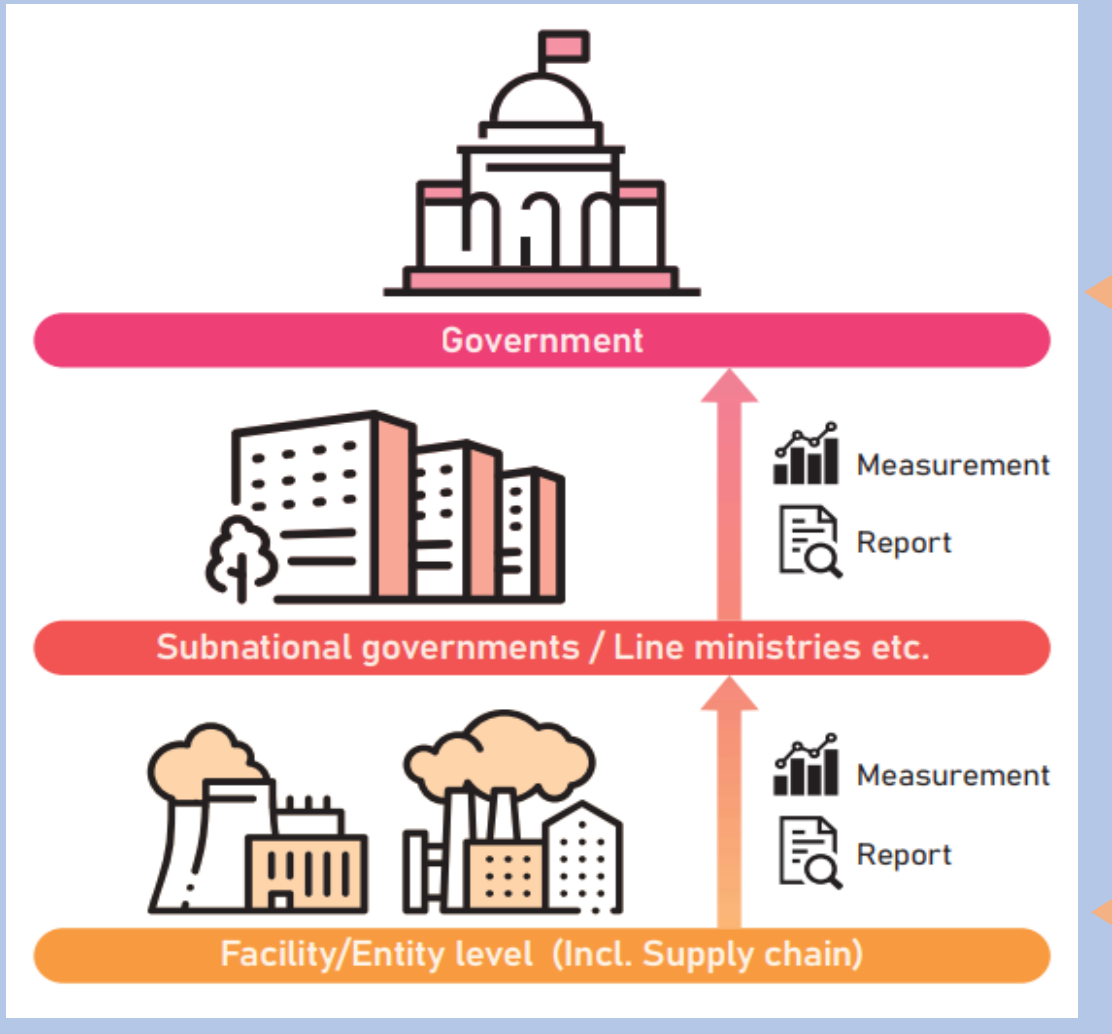 Government
Measurement
Report
Subnational governments / Line ministries etc.
Measurement
Report
Facility/Entity level (Incl. Supply chain)